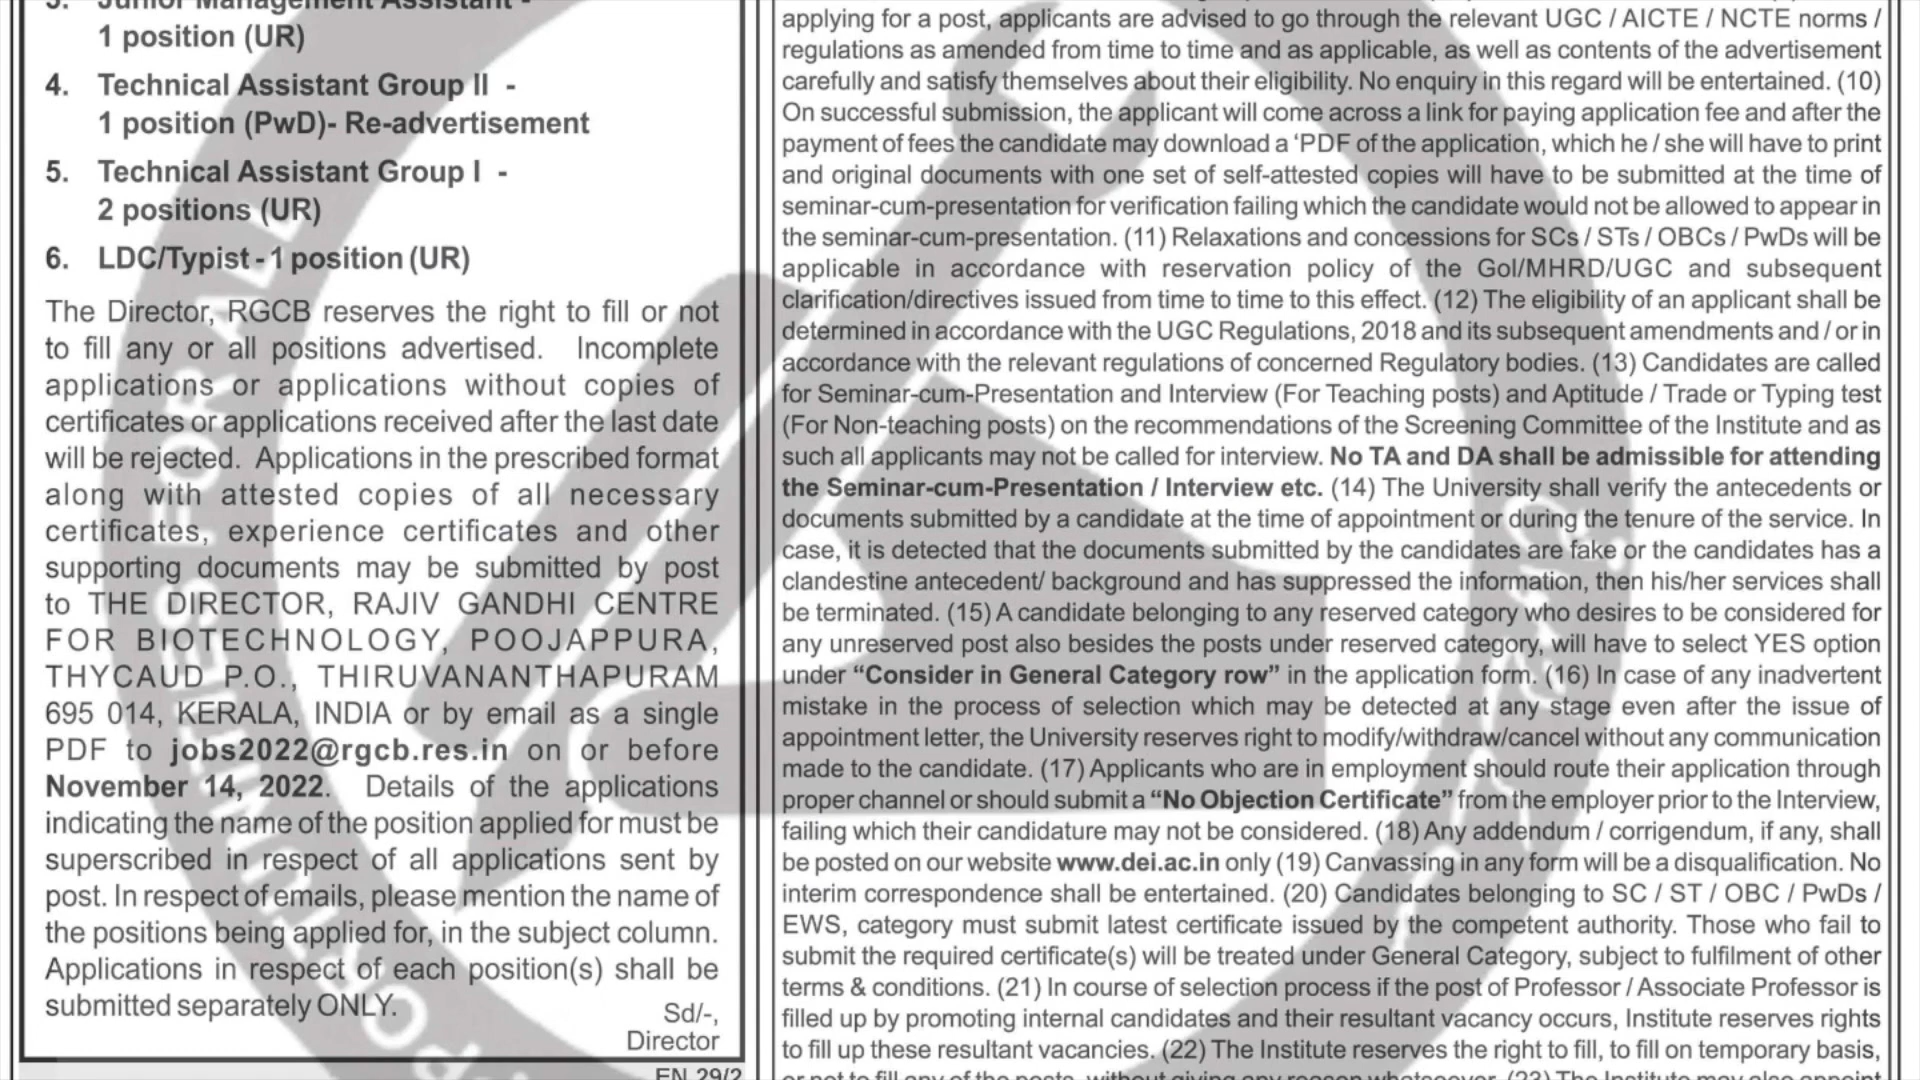 3. Junior Management Assistant -
1 position (UR)
4. Technical Assistant Group II -
1 position (PwD)- Re-advertisement
5. Technical Assistant Group I -
2 positions (UR)
6. LDC/Typist - 1 position (UR)
The Director, RGCB reserves the right to fill or not
to fill any or all positions advertised. Incomplete
applications or applications without copies of
certificates or applications received after the last date
will be rejected. Applications in the prescribed format
along with attested copies of all necessary
certificates, experience certificates and other
supporting documents may be submitted by post
to THE DIRECTOR, RAJIV GANDHI CENTRE
FOR BIOTECHNOLOGY, POOJAPPURA,
THYCAUD P.O., THIRUVANANTHAPURAM
695 014, KERALA, INDIA or by email as a single
PDF to jobs2022@rgcb.res.in on or before
November 14, 2022. Details of the applications
indicating the name of the position applied for must be
superscribed in respect of all applications sent by
post. In respect of emails, please mention the name of
the positions being applied for, in the subject column.
Applications in respect of each position(s) shall be
submitted separately ONLY.
Sd/-,
Director
EN 29/2
applying for a post, applicants are advised to go through the relevant UGC / AICTE / NCTE norms /
regulations as amended from time to time and as applicable, as well as contents of the advertisement
carefully and satisfy themselves about their eligibility. No enquiry in this regard will be entertained. (10)
On successful submission, the applicant will come across a link for paying application fee and after the
payment of fees the candidate may download a ‘PDF of the application, which he / she will have to print
and original documents with one set of self-attested copies will have to be submitted at the time of
seminar-cum-presentation for verification failing which the candidate would not be allowed to appear in
the seminar-cum-presentation. (11) Relaxations and concessions for SCs / STs / OBCs / PwDs will be
applicable in accordance with reservation policy of the GoI/MHRD/UGC and subsequent
clarification/directives issued from time to time to this effect. (12) The eligibility of an applicant shall be
determined in accordance with the UGC Regulations, 2018 and its subsequent amendments and / or in
accordance with the relevant regulations of concerned Regulatory bodies. (13) Candidates are called
for Seminar-cum-Presentation and Interview (For Teaching posts) and Aptitude / Trade or Typing test
(For Non-teaching posts) on the recommendations of the Screening Committee of the Institute and as
such all applicants may not be called for interview. No TA and DA shall be admissible for attending
the Seminar-cum-Presentation / Interview etc. (14) The University shall verify the antecedents or
documents submitted by a candidate at the time of appointment or during the tenure of the service. In
case, it is detected that the documents submitted by the candidates are fake or the candidates has a
clandestine antecedent/ background and has suppressed the information, then his/her services shall
be terminated. (15) A candidate belonging to any reserved category who desires to be considered for
any unreserved post also besides the posts under reserved category, will have to select YES option
under “Consider in General Category row” in the application form. (16) In case of any inadvertent
mistake in the process of selection which may be detected at any stage even after the issue of
appointment letter, the University reserves right to modify/withdraw/cancel without any communication
made to the candidate. (17) Applicants who are in employment should route their application through
proper channel or should submit a “No Objection Certificate” from the employer prior to the Interview,
failing which their candidature may not be considered. (18) Any addendum / corrigendum, if any, shall
be posted on our website www.dei.ac.in only (19) Canvassing in any form will be a disqualification. No
interim correspondence shall be entertained. (20) Candidates belonging to SC / ST / OBC / PwDs /
EWS, category must submit latest certificate issued by the competent authority. Those who fail to
submit the required certificate(s) will be treated under General Category, subject to fulfilment of other
terms & conditions. (21) In course of selection process if the post of Professor / Associate Professor is
filled up by promoting internal candidates and their resultant vacancy occurs, Institute reserves rights
to fill up these resultant vacancies. (22) The Institute reserves the right to fill, to fill on temporary basis,
or not to fill any of the posts, without giving any reason whatsoever. (23) The Institute may also appoint